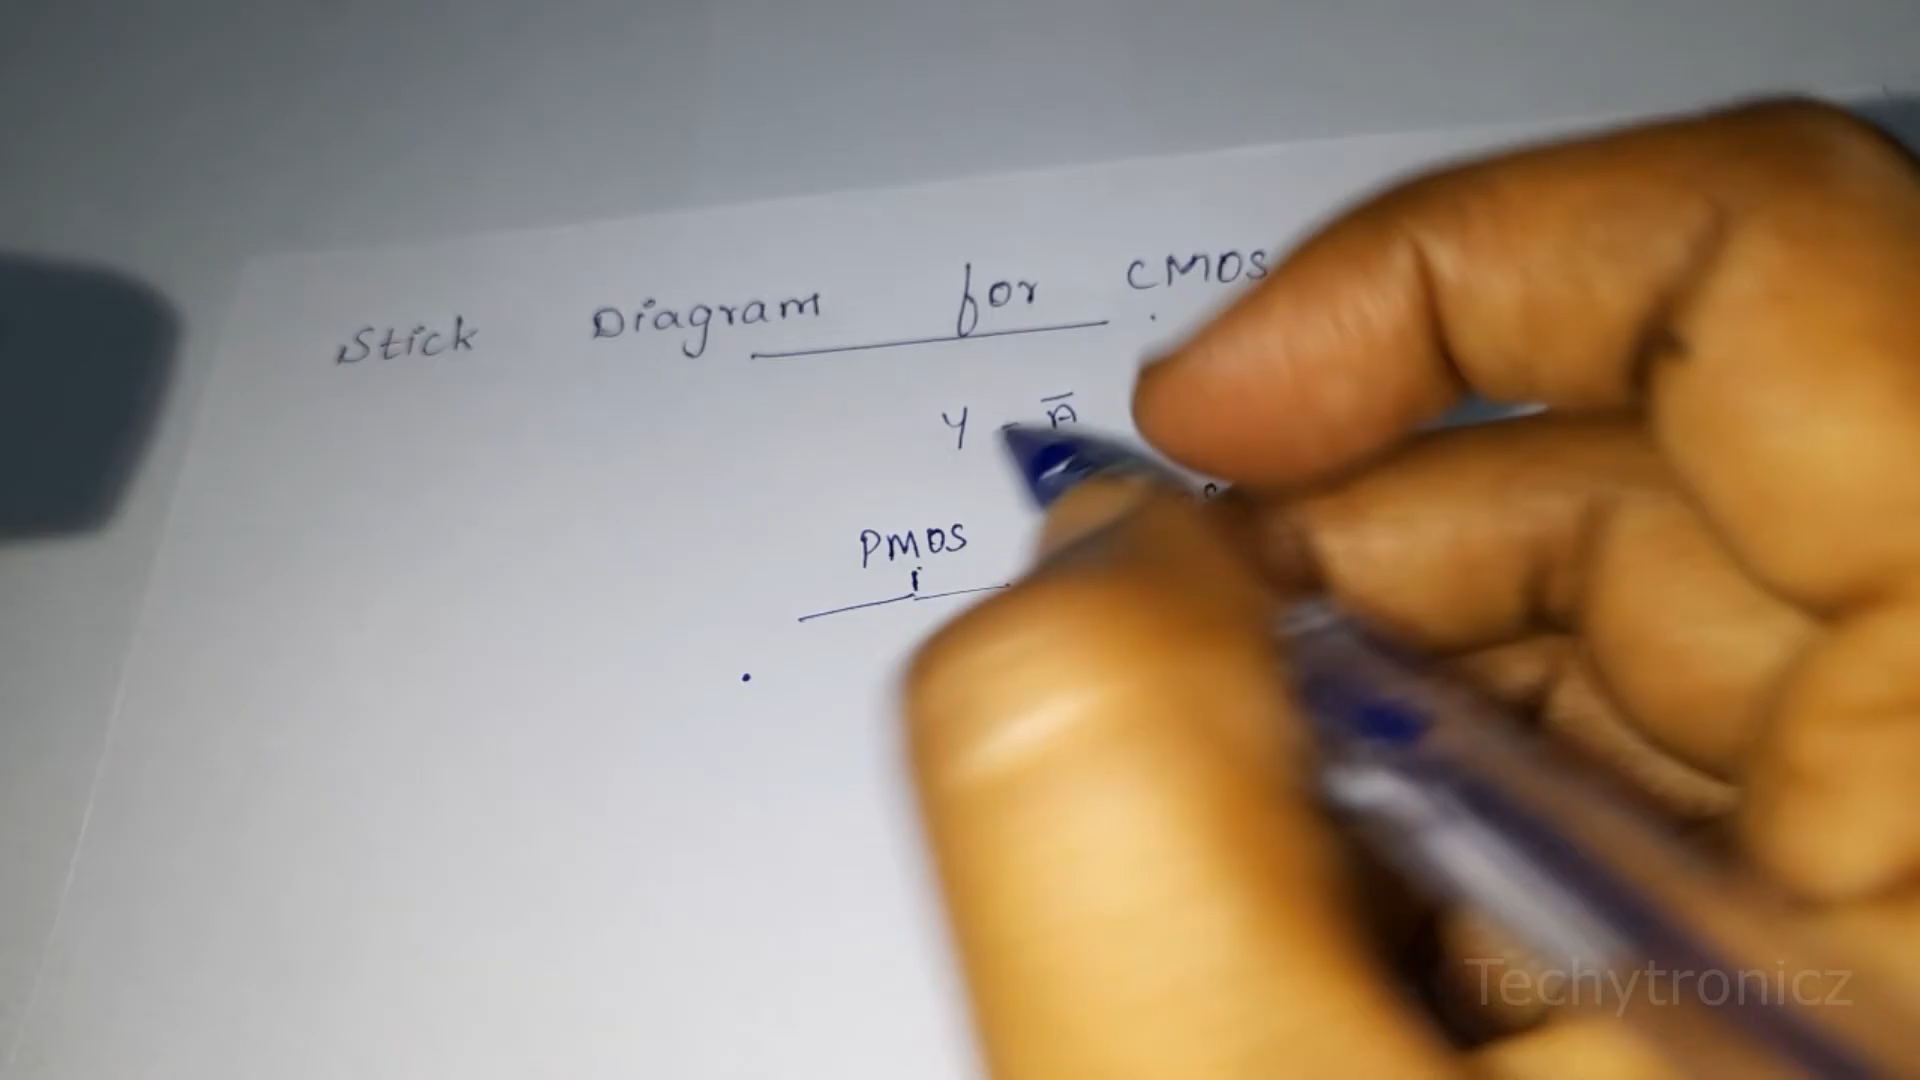 Stick Diagram for CMOS
Y = A̅
PMOS
Techytronicz